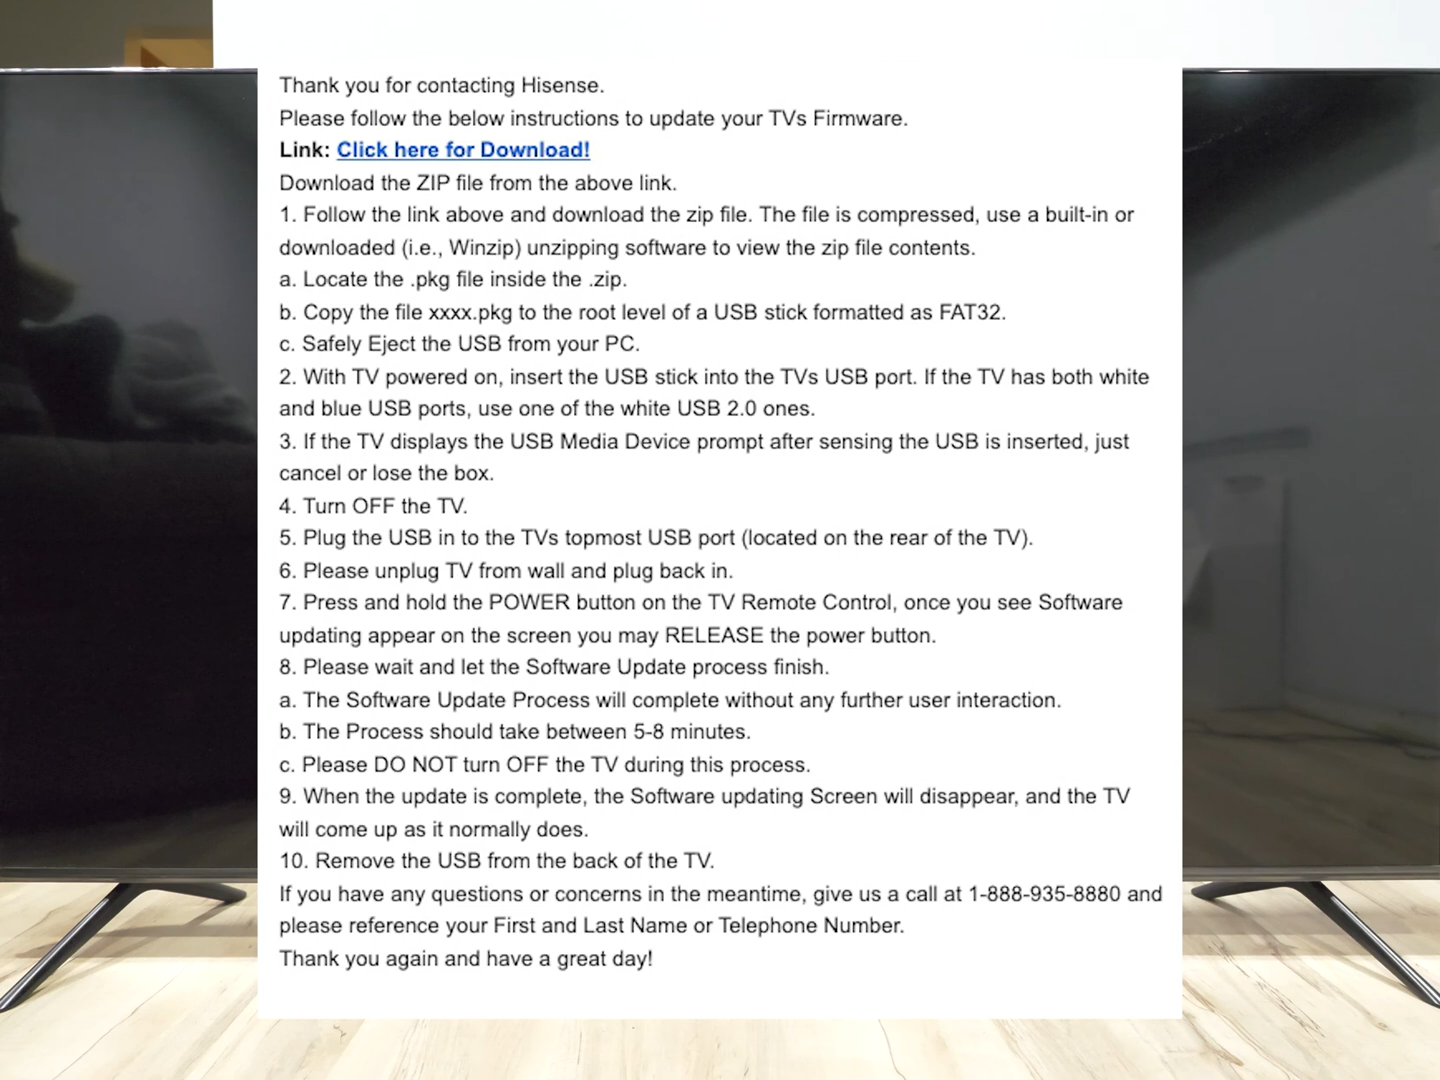 Thank you for contacting Hisense.
Please follow the below instructions to update your TVs Firmware.
Link: Click here for Download!
Download the ZIP file from the above link.
1. Follow the link above and download the zip file. The file is compressed, use a built-in or
downloaded (i.e., Winzip) unzipping software to view the zip file contents.
a. Locate the .pkg file inside the .zip.
b. Copy the file xxxx.pkg to the root level of a USB stick formatted as FAT32.
c. Safely Eject the USB from your PC.
2. With TV powered on, insert the USB stick into the TVs USB port. If the TV has both white
and blue USB ports, use one of the white USB 2.0 ones.
3. If the TV displays the USB Media Device prompt after sensing the USB is inserted, just
cancel or lose the box.
4. Turn OFF the TV.
5. Plug the USB in to the TVs topmost USB port (located on the rear of the TV).
6. Please unplug TV from wall and plug back in.
7. Press and hold the POWER button on the TV Remote Control, once you see Software
updating appear on the screen you may RELEASE the power button.
8. Please wait and let the Software Update process finish.
a. The Software Update Process will complete without any further user interaction.
b. The Process should take between 5-8 minutes.
c. Please DO NOT turn OFF the TV during this process.
9. When the update is complete, the Software updating Screen will disappear, and the TV
will come up as it normally does.
10. Remove the USB from the back of the TV.
If you have any questions or concerns in the meantime, give us a call at 1-888-935-8880 and
please reference your First and Last Name or Telephone Number.
Thank you again and have a great day!